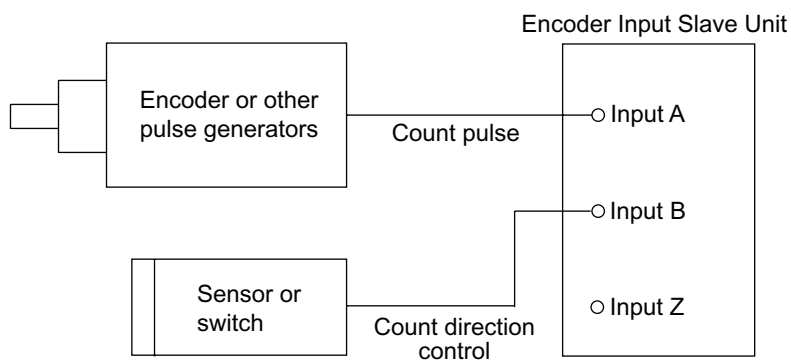 Encoder Input Slave Unit
Encoder or other
pulse generators
Count pulse
Input A
Input B
Sensor or
switch
Count direction
control
Input Z